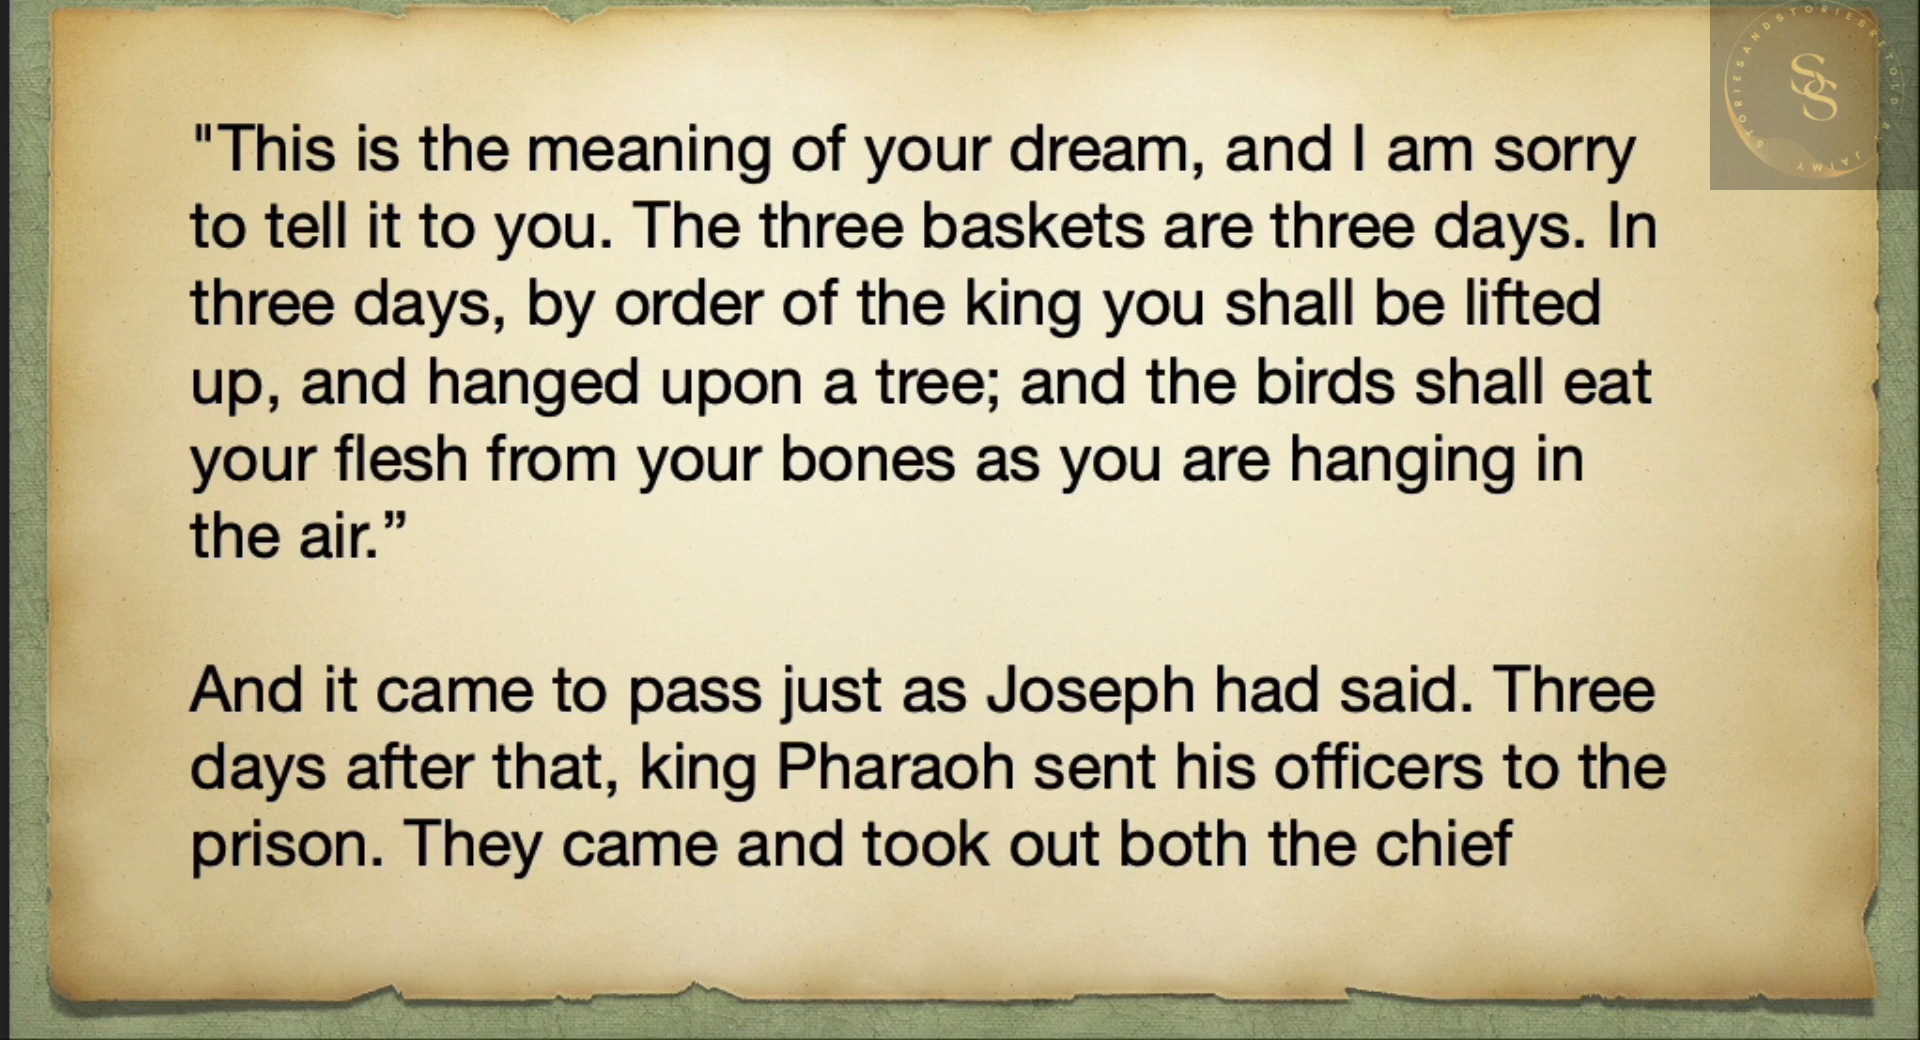 "This is the meaning of your dream, and I am sorry
to tell it to you. The three baskets are three days. In
three days, by order of the king you shall be lifted
up, and hanged upon a tree; and the birds shall eat
your flesh from your bones as you are hanging in
the air.”
And it came to pass just as Joseph had said. Three
days after that, king Pharaoh sent his officers to the
prison. They came and took out both the chief
STORIESANDSTORIESRETOLD
JAIMY
SS